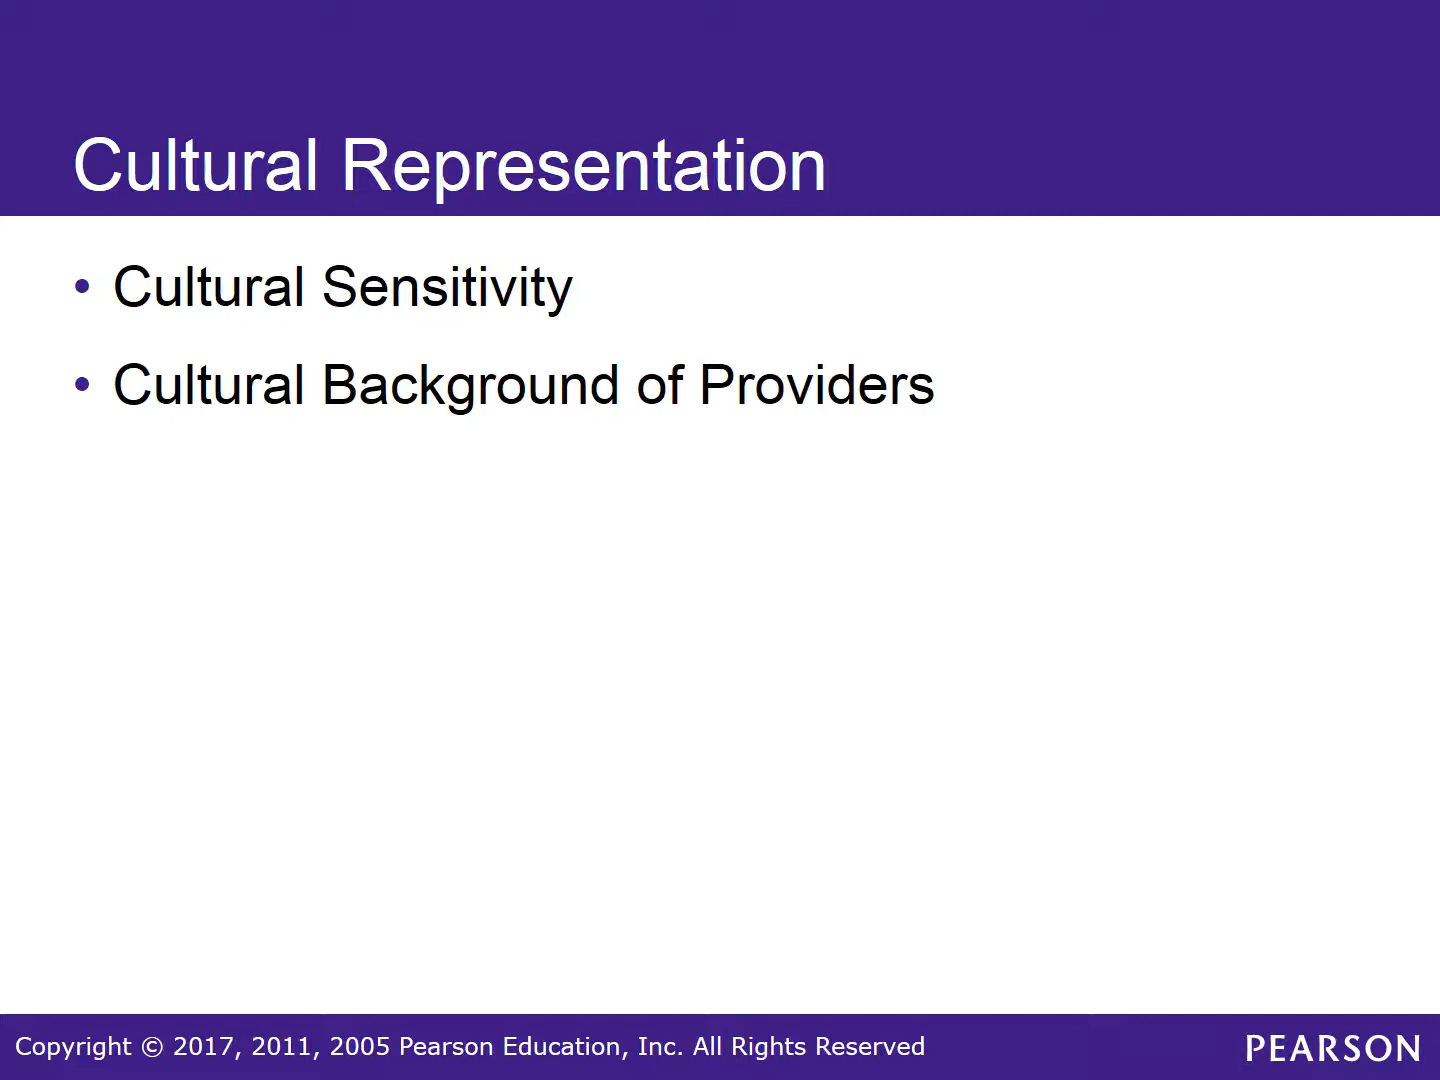 Cultural Representation
• Cultural Sensitivity
• Cultural Background of Providers
Copyright © 2017, 2011, 2005 Pearson Education, Inc. All Rights Reserved
PEARSON